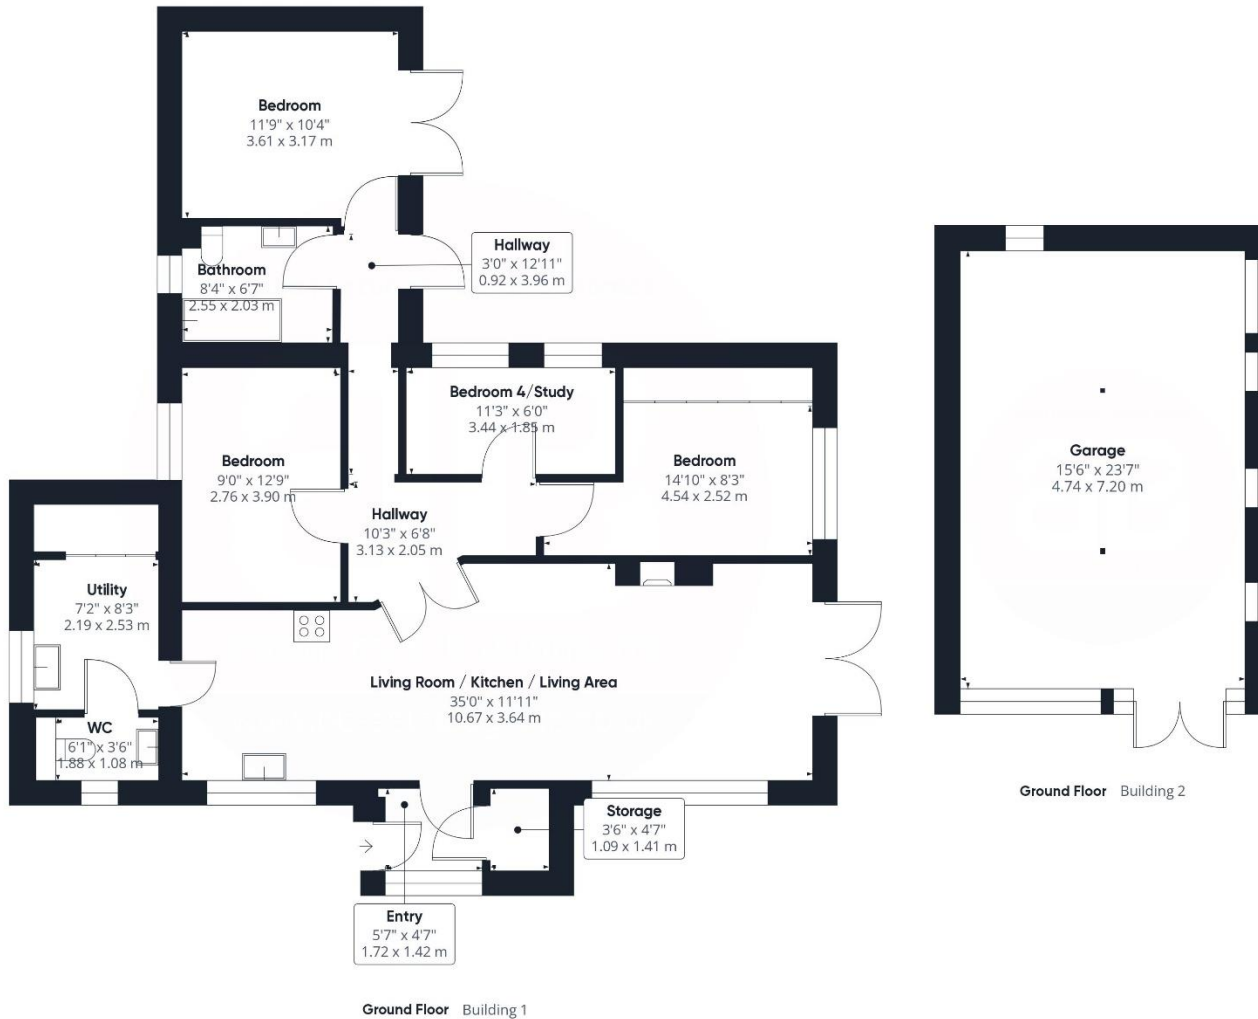 Bedroom
11'9" x 10'4"
3.61 x 3.17 m
Hallway
3'0" x 12'11"
0.92 x 3.96 m
Bathroom
8'4" x 6'7"
2.55 x 2.03 m
Bedroom 4/Study
11'3" x 6'0"
3.44 x 1.85 m
Bedroom
9'0" x 12'9"
2.76 x 3.90 m
Bedroom
14'10" x 8'3"
4.54 x 2.52 m
Hallway
10'3" x 6'8"
3.13 x 2.05 m
Utility
7'2" x 8'3"
2.19 x 2.53 m
Living Room / Kitchen / Living Area
35'0" x 11'11"
10.67 x 3.64 m
WC
6'1" x 3'6"
1.88 x 1.08 m
Storage
3'6" x 4'7"
1.09 x 1.41 m
Entry
5'7" x 4'7"
1.72 x 1.42 m
Ground Floor Building 1
Garage
15'6" x 23'7"
4.74 x 7.20 m
Ground Floor Building 2